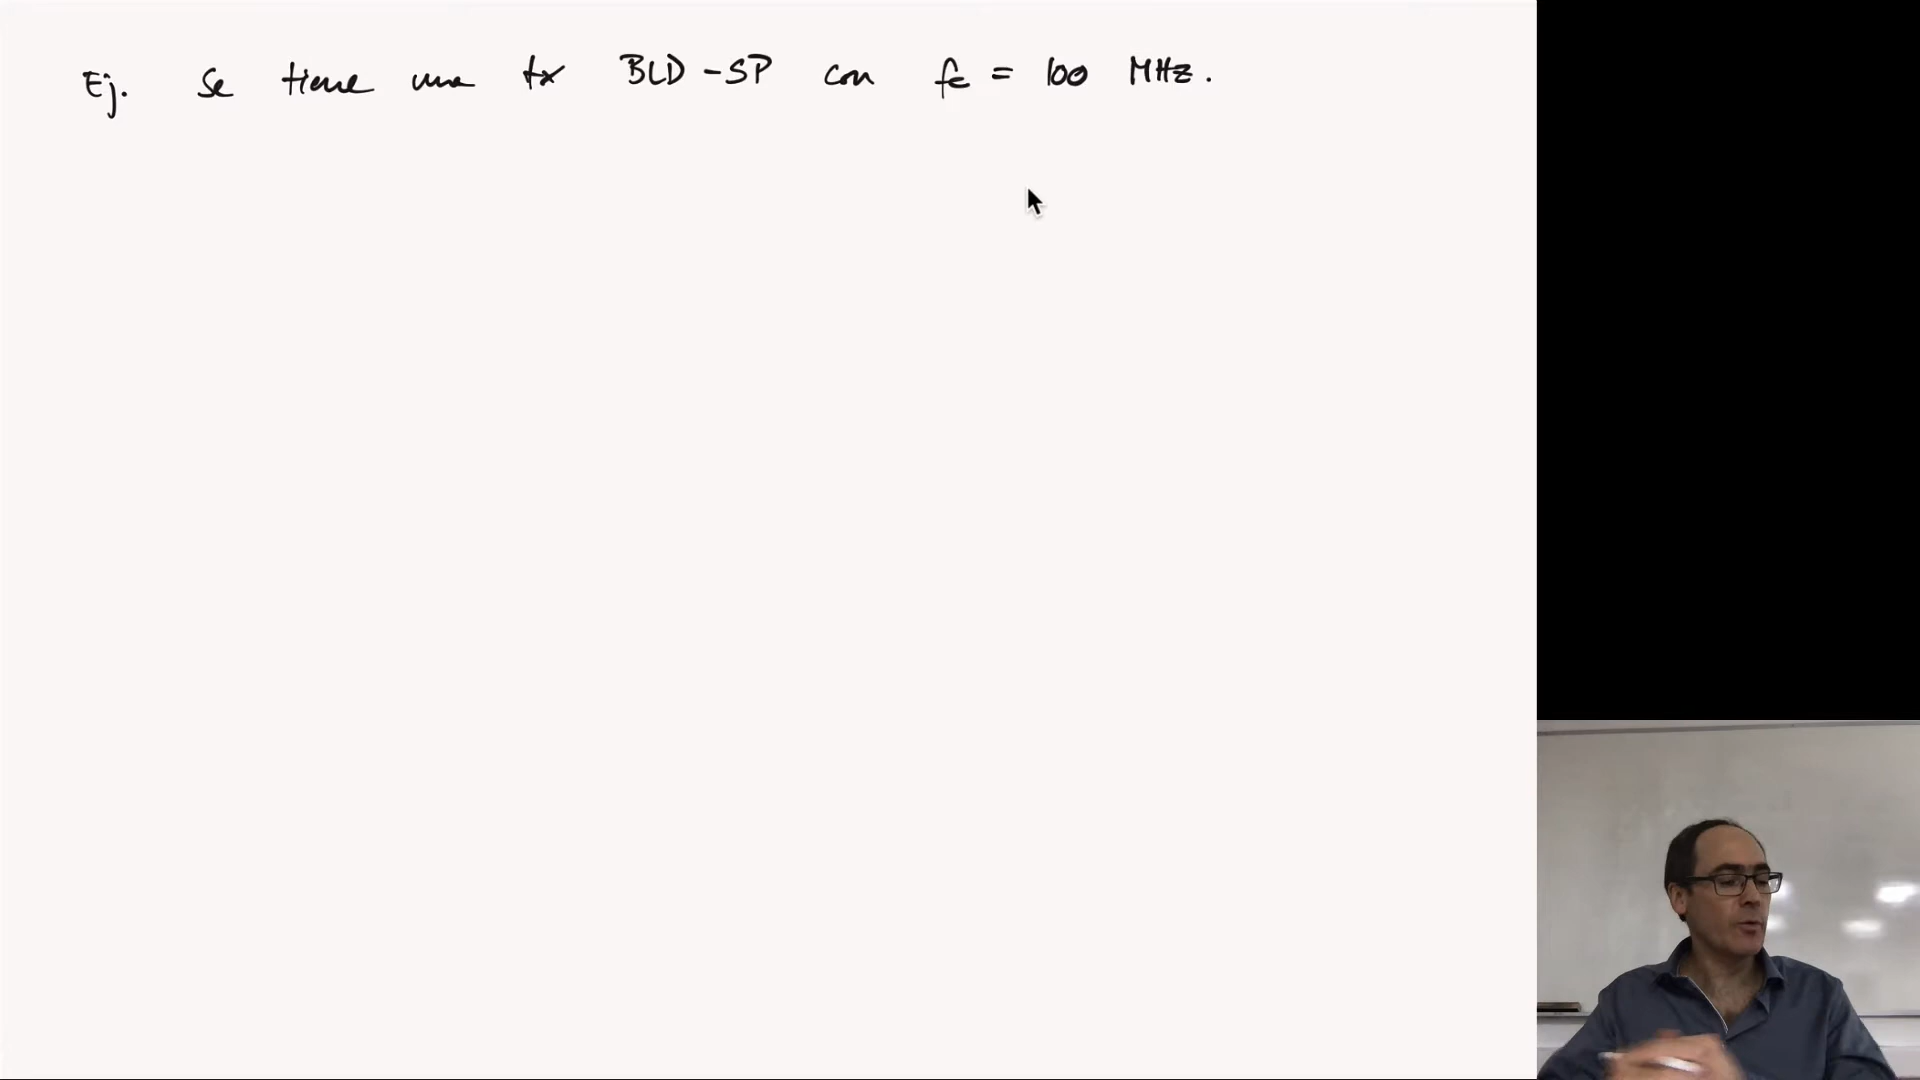 Ej. Se tiene una tx BLD-SP con fc = 100 MHz.